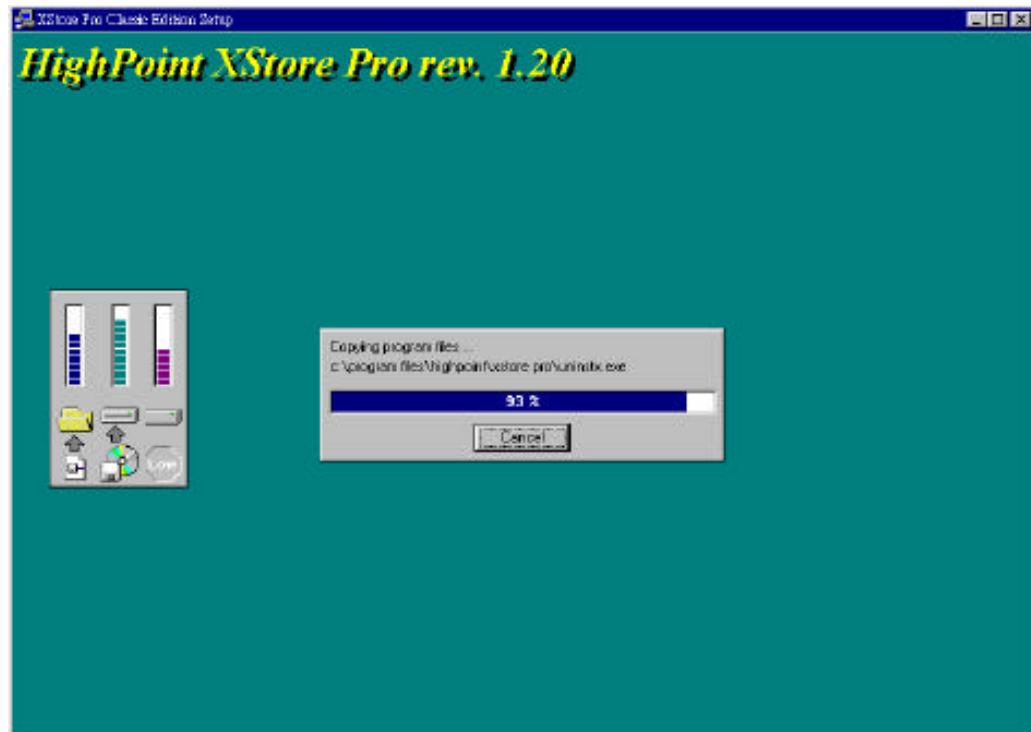 XStore Pro Classic Edition Setup
HighPoint XStore Pro rev. 1.20
Copying program files ...
c:\program files\highpoint\xstore pro\uninstx.exe
93 %
Cancel
Low